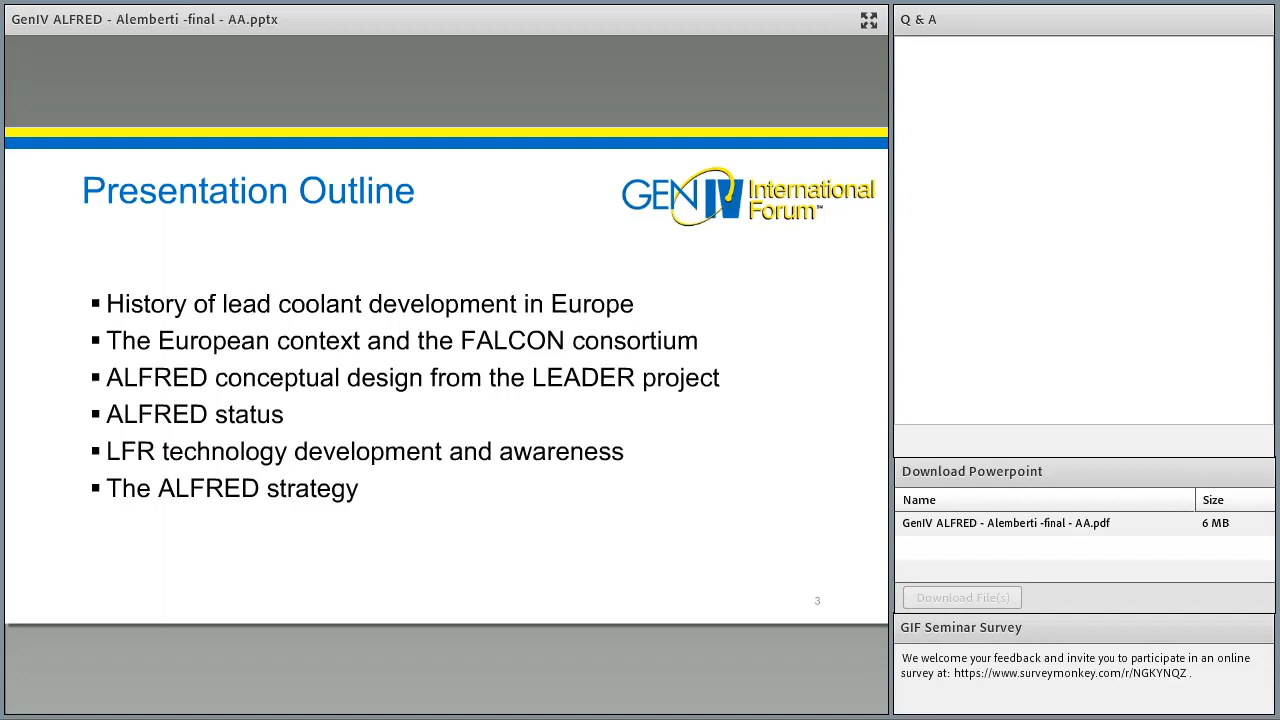 GenIV ALFRED - Alemberti -final - AA.pptx
Presentation Outline
GEN IV International
Forum™
▪ History of lead coolant development in Europe
▪ The European context and the FALCON consortium
▪ ALFRED conceptual design from the LEADER project
▪ ALFRED status
▪ LFR technology development and awareness
▪ The ALFRED strategy
3
Q & A
Download Powerpoint
Name Size
GenIV ALFRED - Alemberti -final - AA.pdf 6 MB
Download File(s)
GIF Seminar Survey
We welcome your feedback and invite you to participate in an online
survey at: https://www.surveymonkey.com/r/NGKYNQZ .